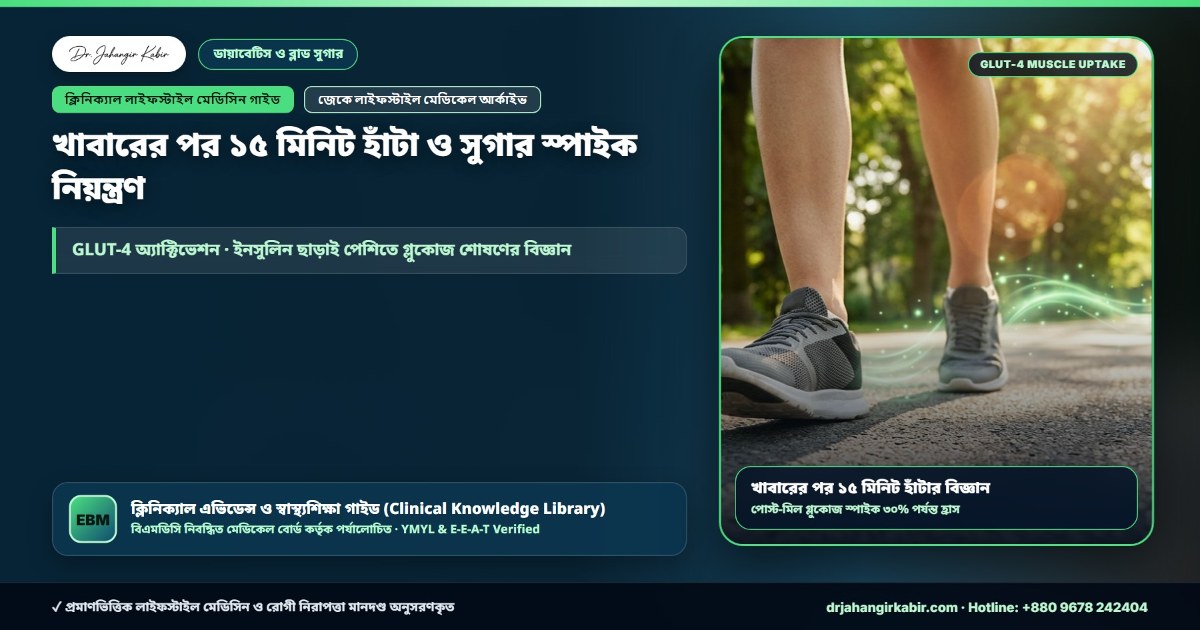 Dr. Jahangir Kabir
ডায়াবেটিস ও ব্লাড সুগার
ক্লিনিক্যাল লাইফস্টাইল মেডিসিন গাইড
জেকে লাইফস্টাইল মেডিকেল আর্কাইভ
খাবারের পর ১৫ মিনিট হাঁটা ও সুগার স্পাইক
নিয়ন্ত্রণ
GLUT-4 অ্যাক্টিভেশন · ইনসুলিন ছাড়াই পেশিতে গ্লুকোজ শোষণের বিজ্ঞান
EBM
ক্লিনিক্যাল এভিডেন্স ও স্বাস্থ্যশিক্ষা গাইড (Clinical Knowledge Library)
বিএমডিসি নিবন্ধিত মেডিকেল বোর্ড কর্তৃক পর্যালোচিত · YMYL & E-E-A-T Verified
GLUT-4 MUSCLE UPTAKE
খাবারের পর ১৫ মিনিট হাঁটার বিজ্ঞান
পোস্ট-মিল গ্লুকোজ স্পাইক ৩০% পর্যন্ত হ্রাস
✓ প্রমাণভিত্তিক লাইফস্টাইল মেডিসিন ও রোগী নিরাপত্তা মানদণ্ড অনুসরণকৃত
drjahangirkabir.com · Hotline: +880 9678 242404